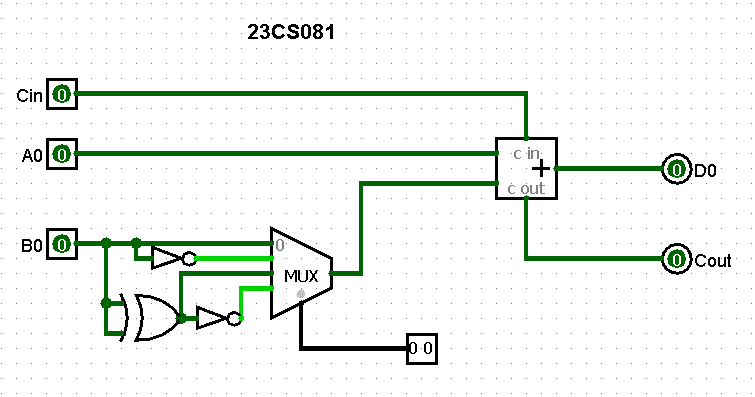 23CS081
Cin 0
A0 0
c in
+
c out
0 D0
B0 0
0
MUX
0 Cout
0 0